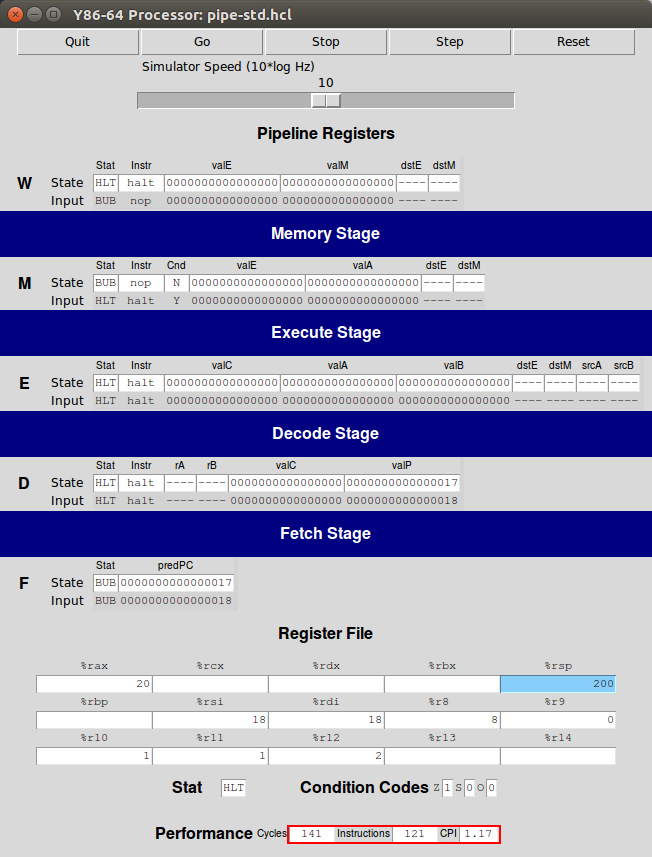 Y86-64 Processor: pipe-std.hcl
Quit Go Stop Step Reset
Simulator Speed (10*log Hz)
10
Pipeline Registers
Stat Instr valE valM dstE dstM
W State HLT halt 0000000000000000 0000000000000000 ---- ----
Input BUB nop 0000000000000000 0000000000000000 ---- ----
Memory Stage
Stat Instr Cnd valE valA dstE dstM
M State BUB nop N 0000000000000000 0000000000000000 ---- ----
Input HLT halt Y 0000000000000000 0000000000000000 ---- ----
Execute Stage
Stat Instr valC valA valB dstE dstM srcA srcB
E State HLT halt 0000000000000000 0000000000000000 0000000000000000 ---- ---- ---- ----
Input HLT halt 0000000000000000 0000000000000000 0000000000000000 ---- ---- ---- ----
Decode Stage
Stat Instr rA rB valC valP
D State HLT halt ---- ---- 0000000000000000 0000000000000017
Input HLT halt ---- ---- 0000000000000000 0000000000000018
Fetch Stage
Stat predPC
F State BUB 0000000000000017
Input BUB 0000000000000018
Register File
%rax %rcx %rdx %rbx %rsp
20 200
%rbp %rsi %rdi %r8 %r9
18 18 8 0
%r10 %r11 %r12 %r13 %r14
1 1 2
Stat HLT Condition Codes Z 1 S 0 O 0
Performance Cycles 141 Instructions 121 CPI 1.17